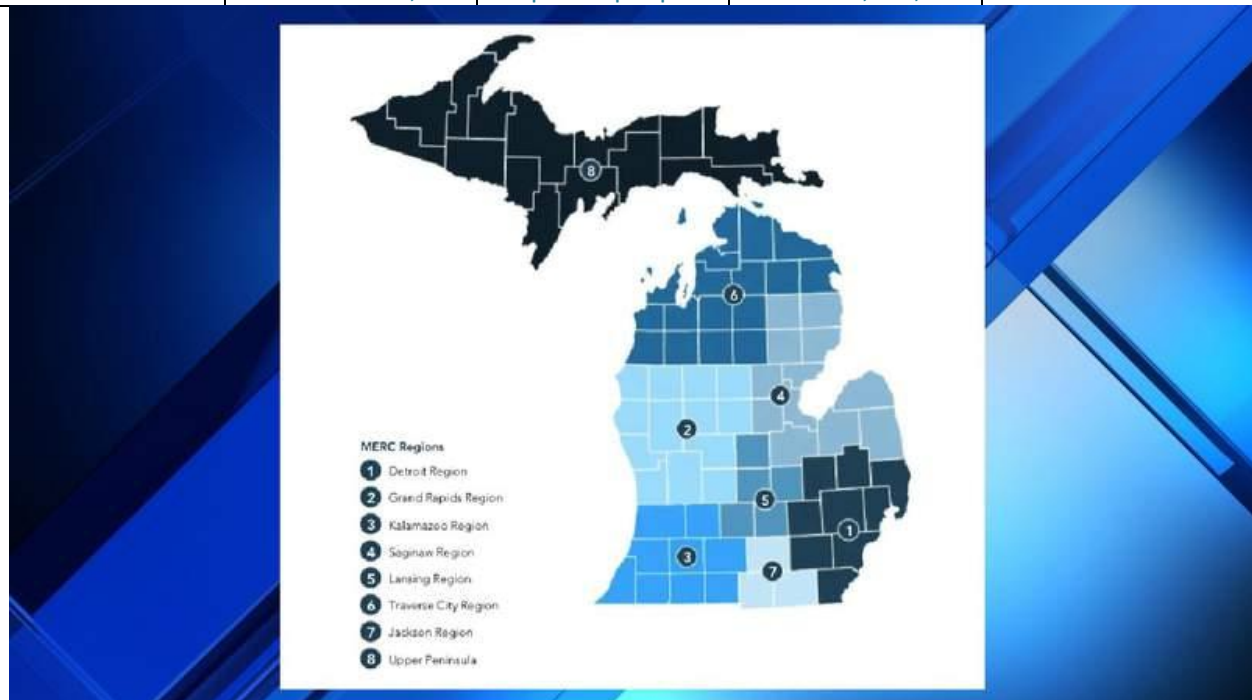 8
6
4
2
5
1
3
7
MERC Regions
1 Detroit Region
2 Grand Rapids Region
3 Kalamazoo Region
4 Saginaw Region
5 Lansing Region
6 Traverse City Region
7 Jackson Region
8 Upper Peninsula